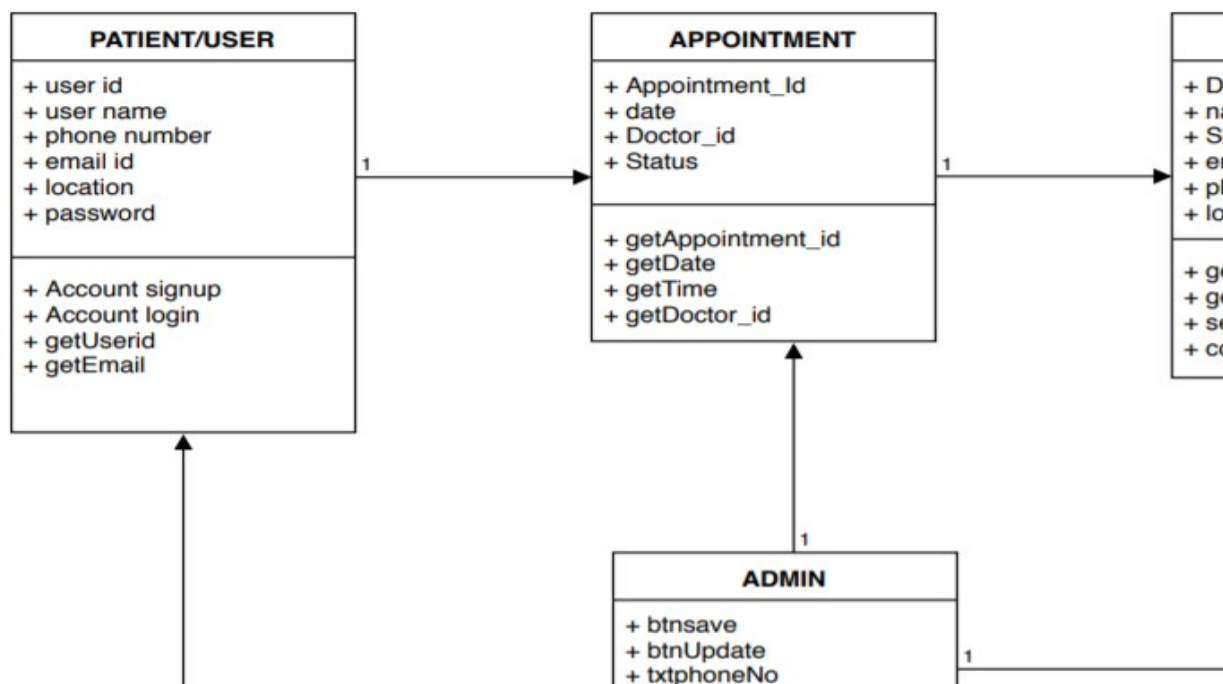 PATIENT/USER
+ user id
+ user name
+ phone number
+ email id
+ location
+ password
+ Account signup
+ Account login
+ getUserid
+ getEmail
1
APPOINTMENT
+ Appointment_Id
+ date
+ Doctor_id
+ Status
+ getAppointment_id
+ getDate
+ getTime
+ getDoctor_id
1
1
ADMIN
+ btnsave
+ btnUpdate
+ txtphoneNo
1